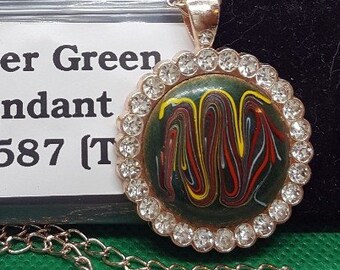 er Green
ndant
587 (T